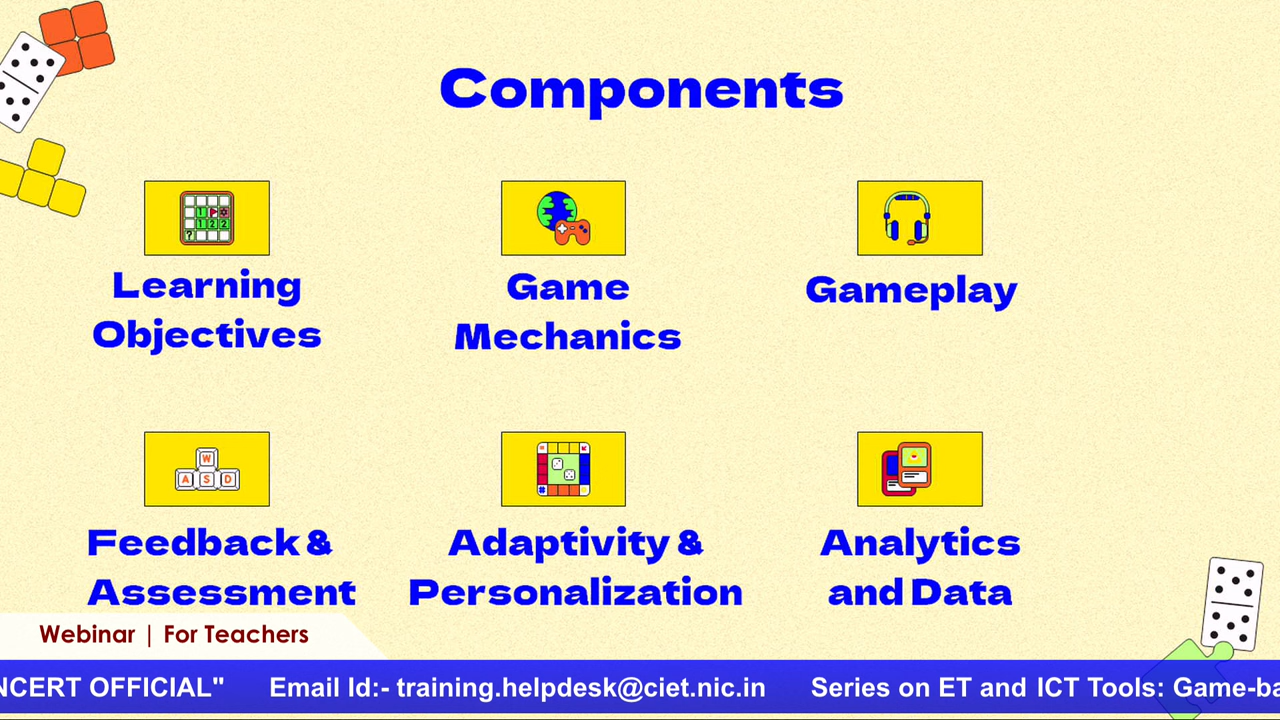 Components
Learning
Objectives
Game
Mechanics
Gameplay
W
A S D
Feedback &
Assessment
Adaptivity &
Personalization
Analytics
and Data
Webinar | For Teachers
NCERT OFFICIAL" Email Id:- training.helpdesk@ciet.nic.in Series on ET and ICT Tools: Game-ba